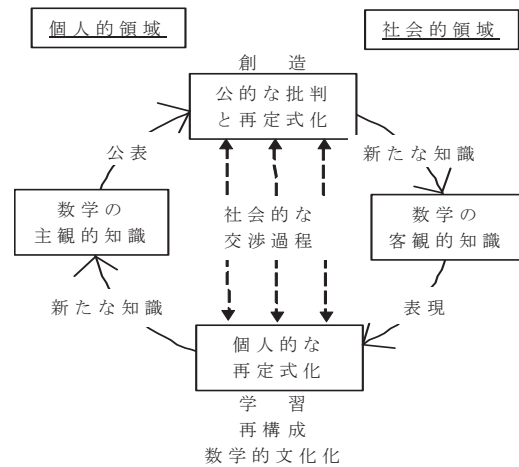 個人的領域
社会的領域
創造
公的な批判
と再定式化
公表
新たな知識
数学の
主観的知識
社会的な
交渉過程
数学の
客観的知識
新たな知識
表現
個人的な
再定式化
学習
再構成
数学的文化化